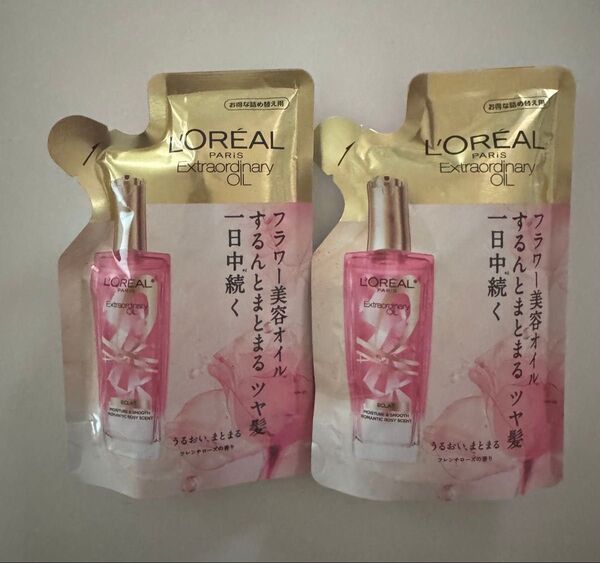 お得な詰め替え用
L'ORÉAL
PARIS
Extraordinary
OIL
フラワー美容オイル
するんとまとまる ツヤ髪
一日中続く
L'ORÉAL
PARIS
Extraordinary
OIL
ECLAT
MOISTURE & SMOOTH
ROMANTIC ROSY SCENT
うるおい、まとまる
フレンチローズの香り
お得な詰め替え用
L'ORÉAL
PARIS
Extraordinary
OIL
フラワー美容オイル
するんとまとまる ツヤ髪
一日中続く
L'ORÉAL
PARIS
Extraordinary
OIL
ECLAT
MOISTURE & SMOOTH
ROMANTIC ROSY SCENT
うるおい、まとまる
フレンチローズの香り